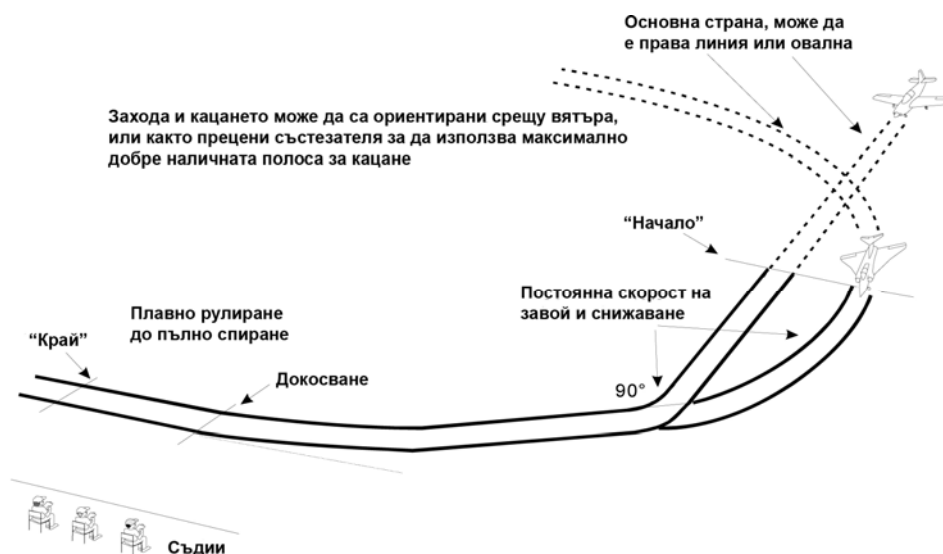 Основна страна, може да
е права линия или овална
Захода и кацането може да са ориентирани срещу вятъра,
или както прецени състезателя за да използва максимално
добре наличната полоса за кацане
“Начало”
Постоянна скорост на
завой и снижаване
Плавно рулиране
до пълно спиране
“Край”
Докосване
90°
Съдии